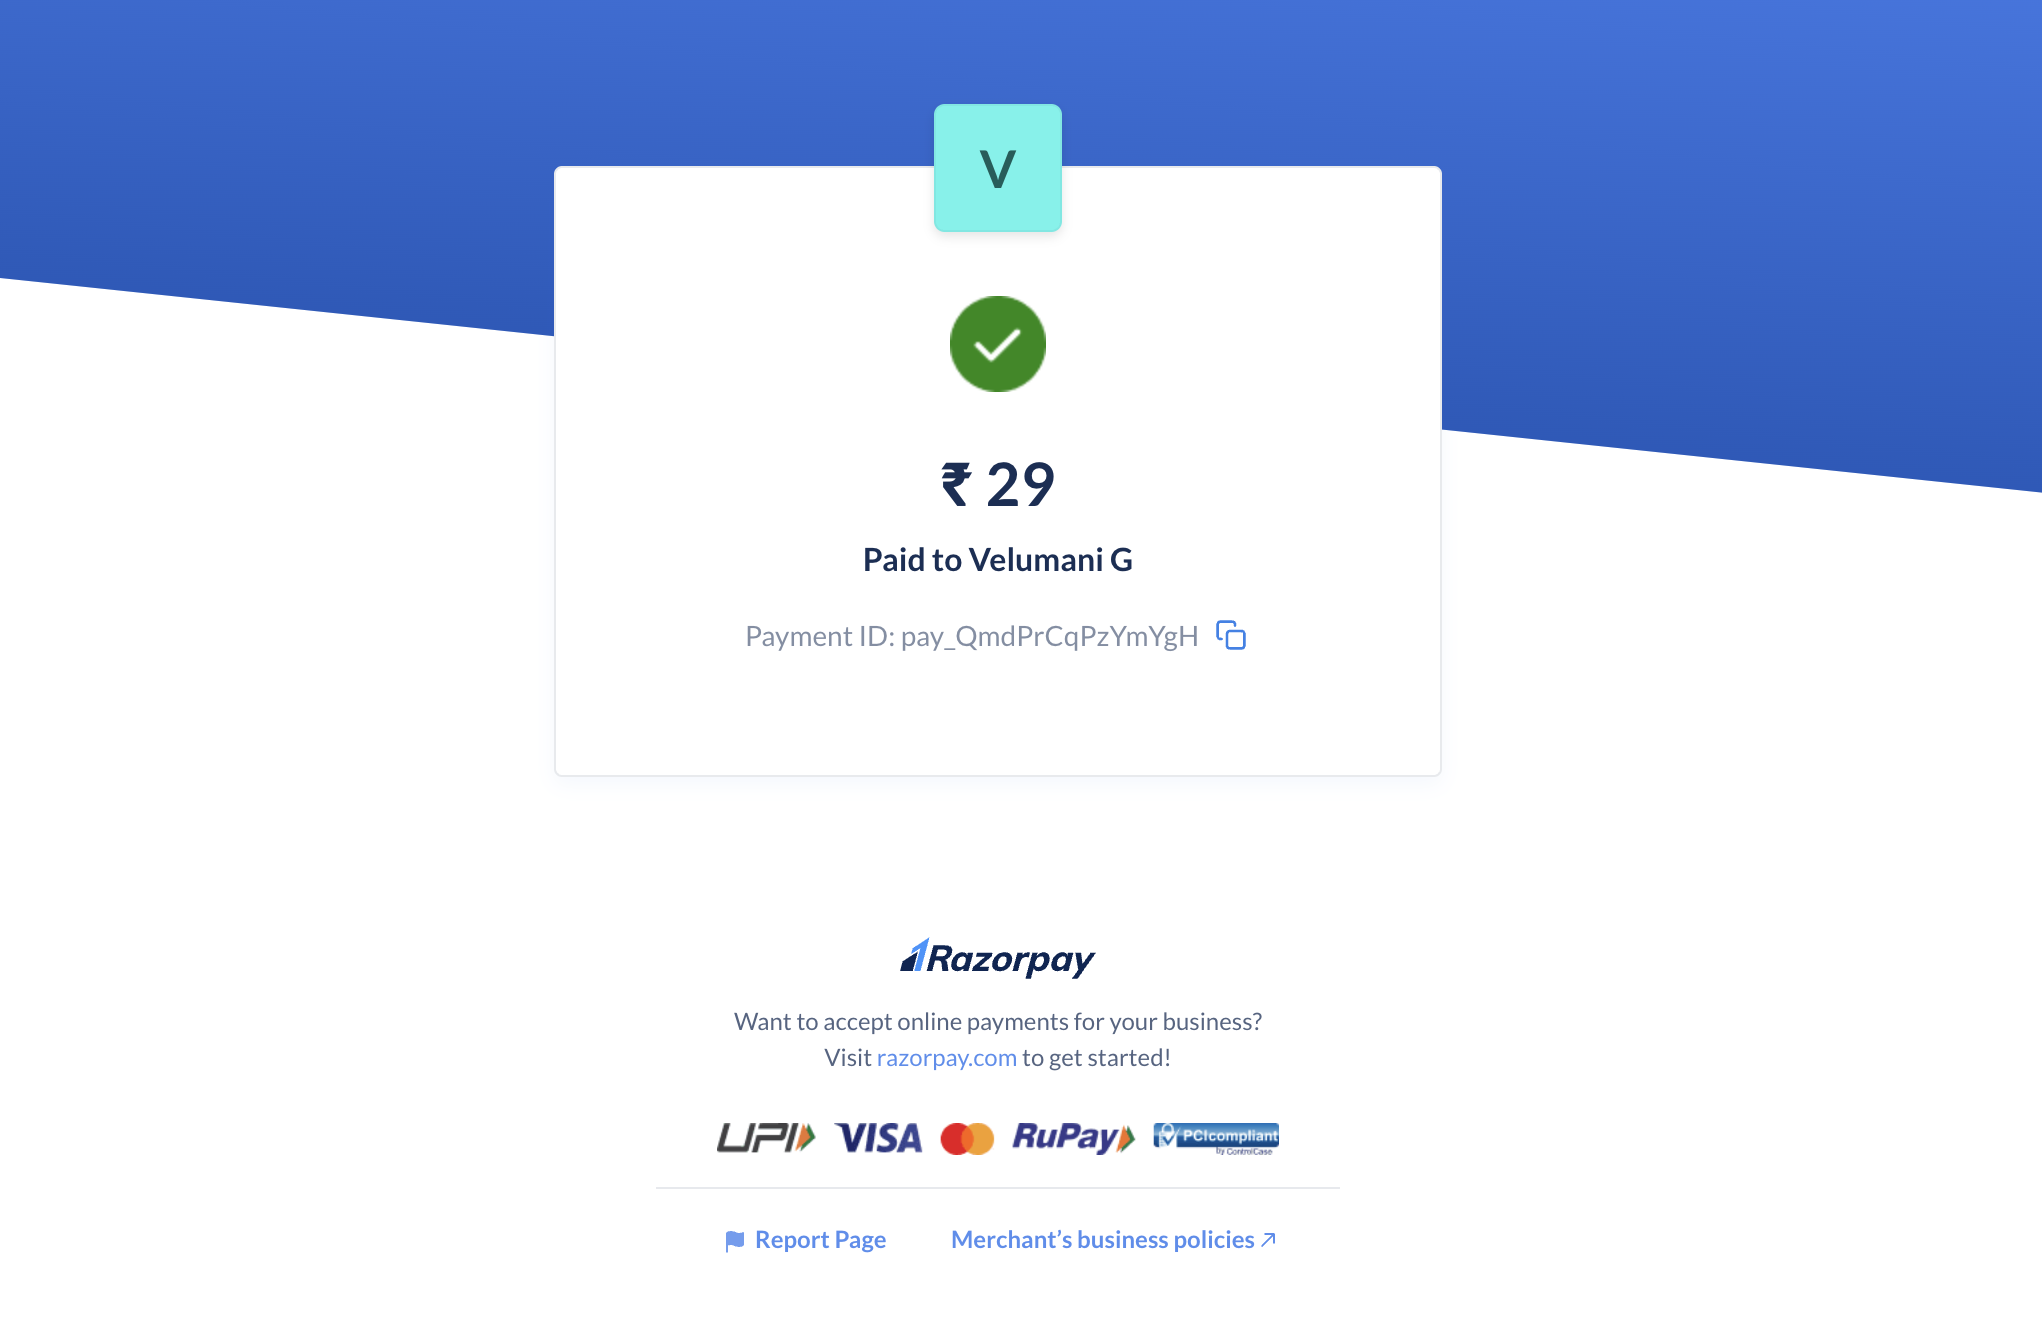 V
₹ 29
Paid to Velumani G
Payment ID: pay_QmdPrCqPzYmYgH
Razorpay
Want to accept online payments for your business?
Visit razorpay.com to get started!
UPI VISA RuPay PCIcompliant
by ControlCase
Report Page Merchant’s business policies